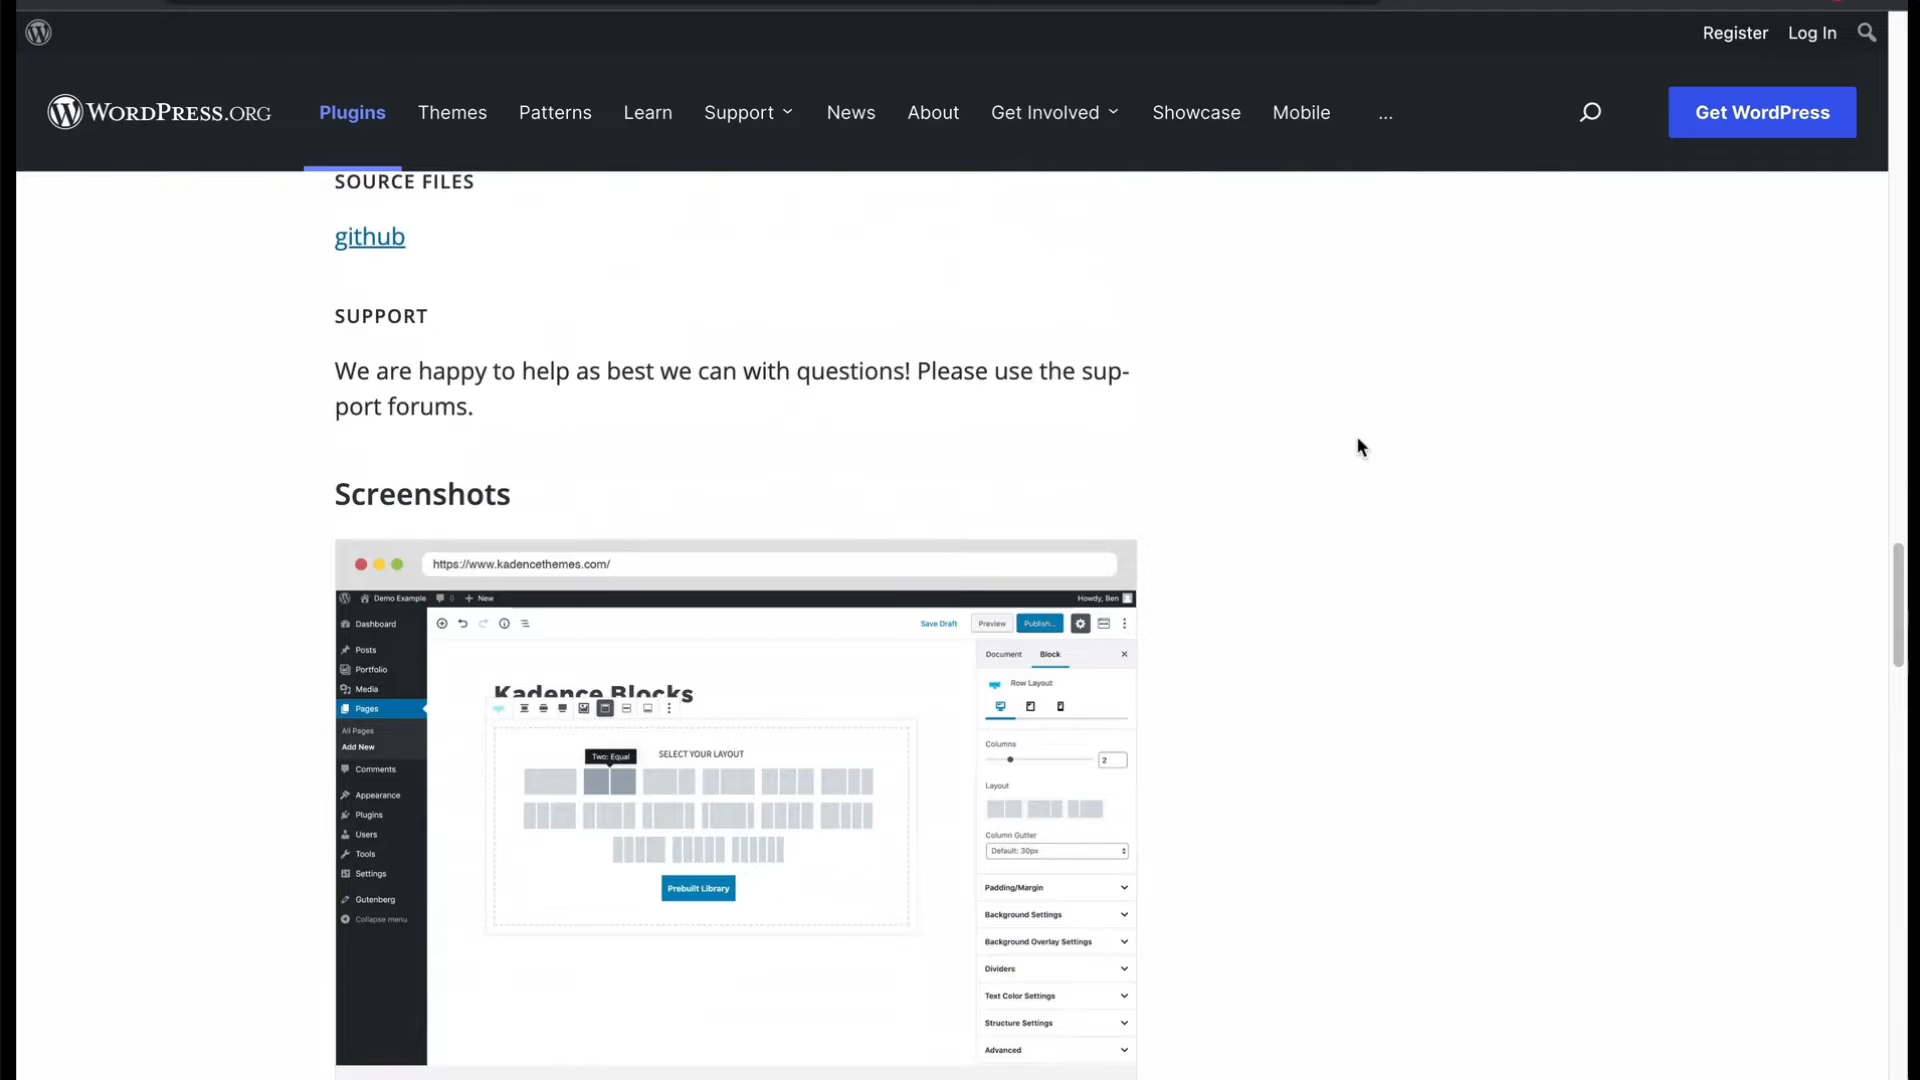 Register Log In
WORDPRESS.ORG Plugins Themes Patterns Learn Support News About Get Involved Showcase Mobile ... Get WordPress
SOURCE FILES
github
SUPPORT
We are happy to help as best we can with questions! Please use the sup-
port forums.
Screenshots
https://www.kadencethemes.com/
Demo Example 0 + New Howdy, Ben
Dashboard
Posts
Portfolio
Media
Pages
All Pages
Add New
Comments
Appearance
Plugins
Users
Tools
Settings
Gutenberg
Collapse menu
Save Draft Preview Publish...
Kadence Blocks
Two: Equal SELECT YOUR LAYOUT
Prebuilt Library
Document Block
Row Layout
Columns
2
Layout
Column Gutter
Default: 30px
Padding/Margin
Background Settings
Background Overlay Settings
Dividers
Text Color Settings
Structure Settings
Advanced